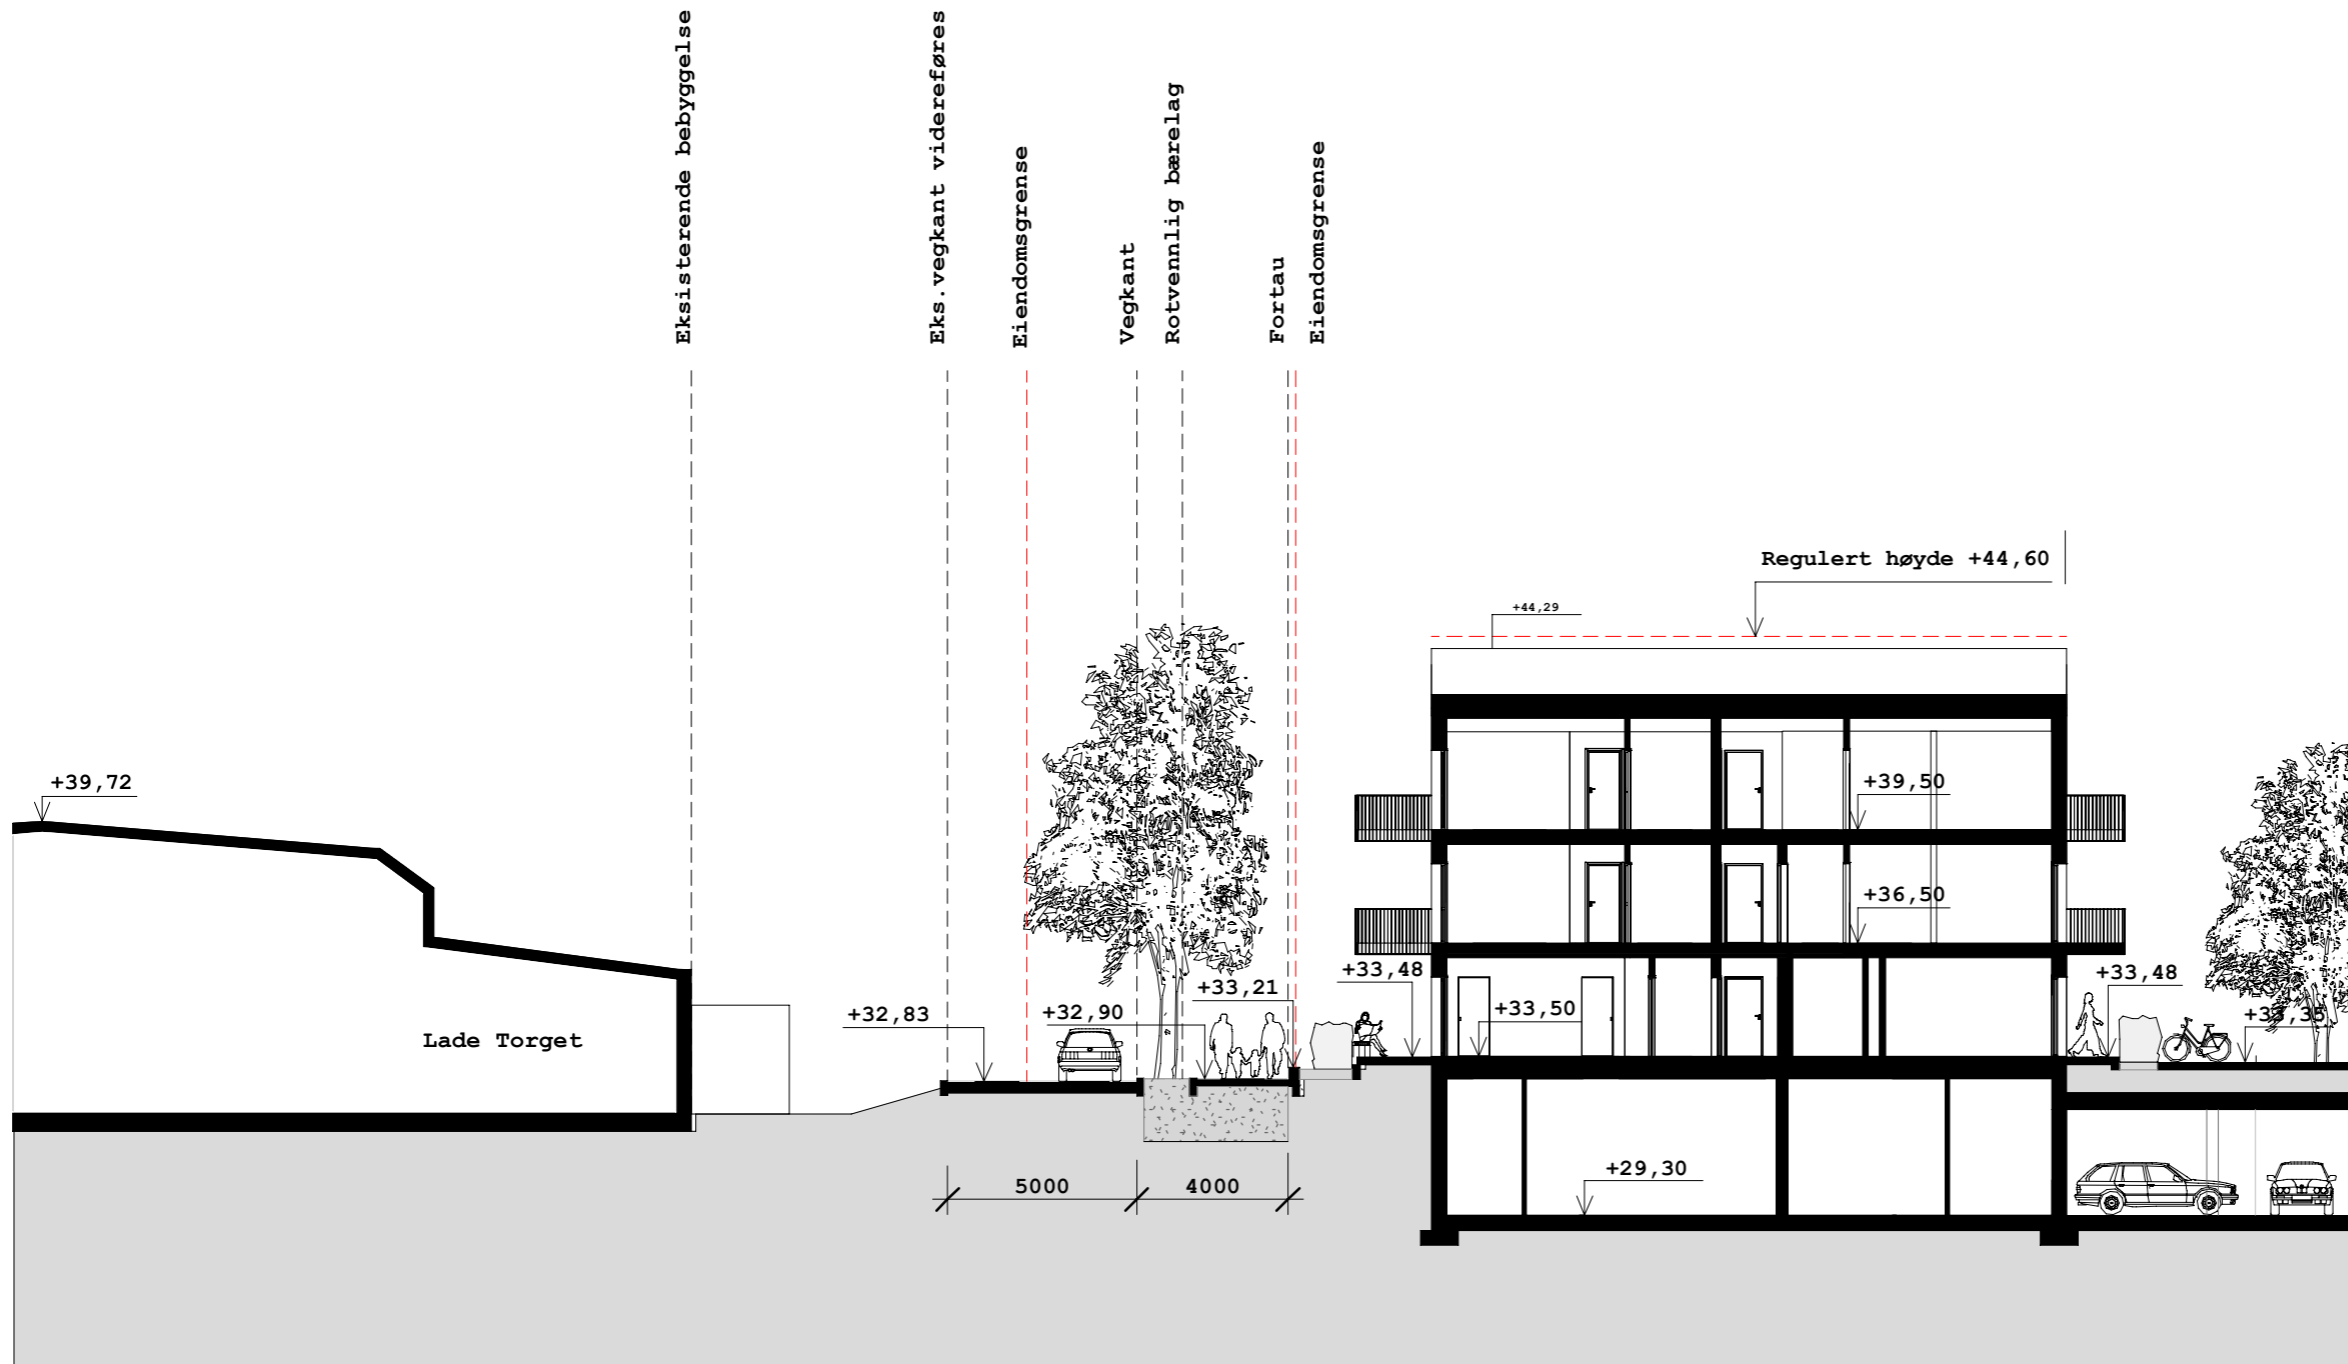 Eksisterende bebyggelse
Eks.vegkant videreføres
Eiendomsgrense
Vegkant
Rotvennlig bærelag
Fortau
Eiendomsgrense
Regulert høyde +44,60
+44,29
+39,72
+39,50
+36,50
+33,48
+33,21
+33,48
+32,83
+32,90
+33,50
+33,35
Lade Torget
+29,30
5000
4000